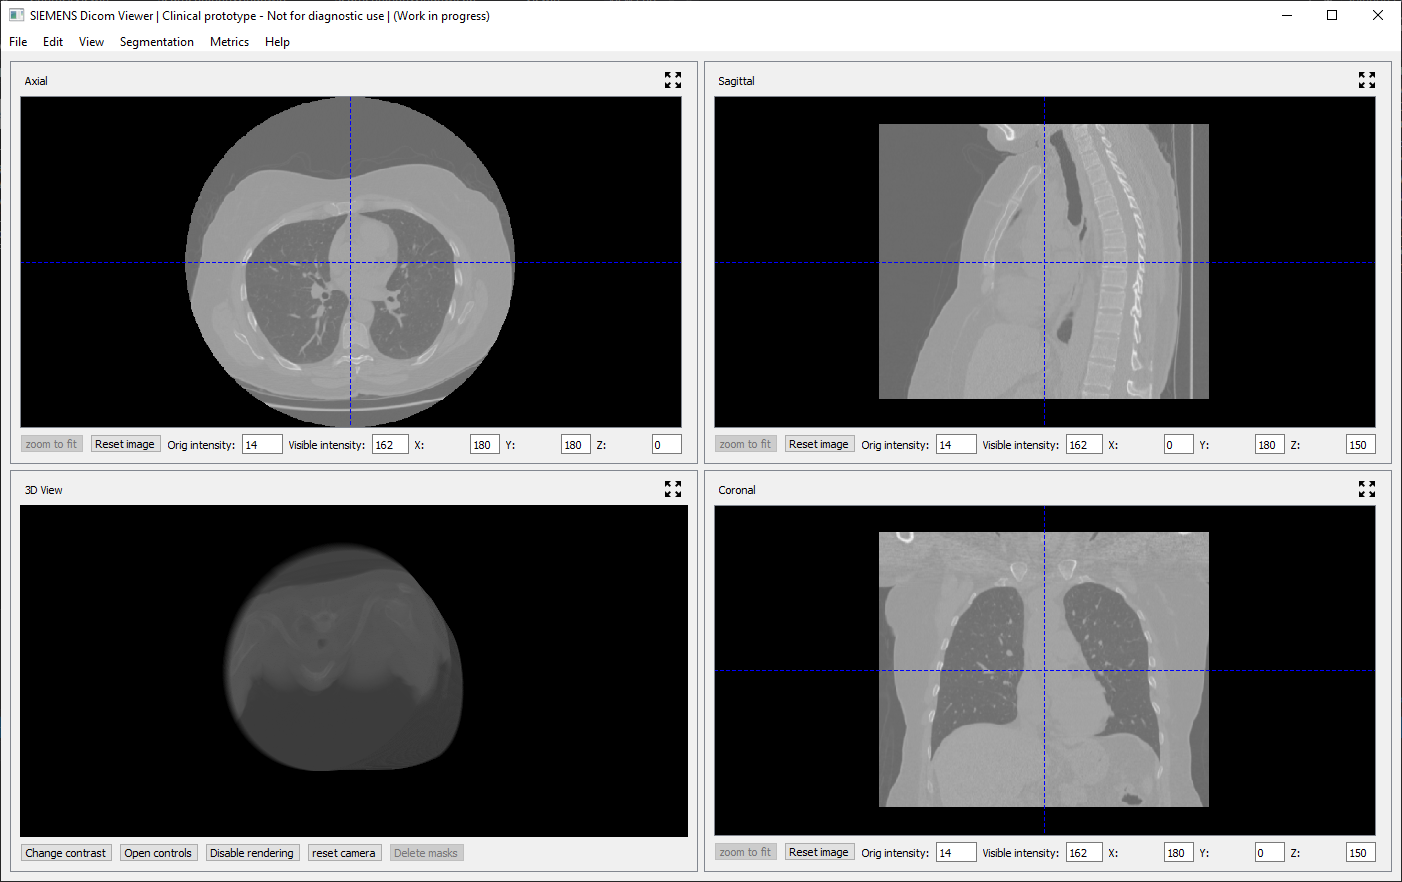 SIEMENS Dicom Viewer | Clinical prototype - Not for diagnostic use | (Work in progress)
File Edit View Segmentation Metrics Help
Axial
zoom to fit Reset image Orig intensity: 14 Visible intensity: 162 X: 180 Y: 180 Z: 0
Sagittal
zoom to fit Reset image Orig intensity: 14 Visible intensity: 162 X: 0 Y: 180 Z: 150
3D View
Change contrast Open controls Disable rendering reset camera Delete masks
Coronal
zoom to fit Reset image Orig intensity: 14 Visible intensity: 162 X: 180 Y: 0 Z: 150